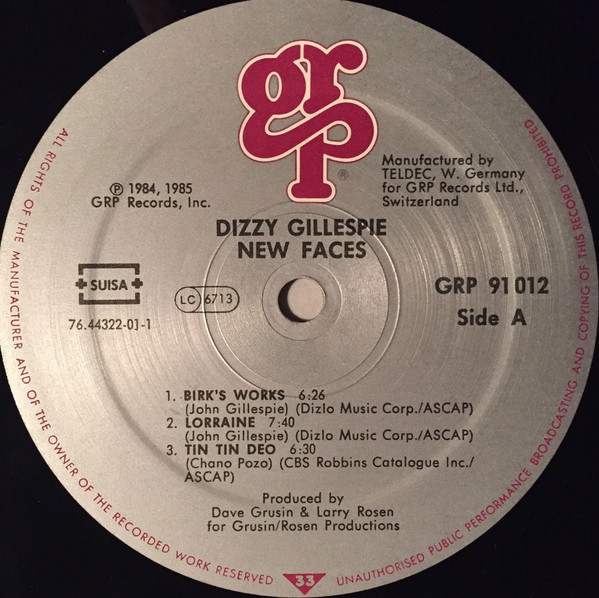 grp
®
℗ 1984, 1985
GRP Records, Inc.
Manufactured by
TELDEC, W. Germany
for GRP Records Ltd.,
Switzerland
DIZZY GILLESPIE
NEW FACES
SUISA
76.44322-01-1
LC 6713
GRP 91 012
Side A
1. BIRK'S WORKS 6:26
(John Gillespie) (Dizlo Music Corp./ASCAP)
2. LORRAINE 7:40
(John Gillespie) (Dizlo Music Corp./ASCAP)
3. TIN TIN DEO 6:30
(Chano Pozo) (CBS Robbins Catalogue Inc./
ASCAP)
Produced by
Dave Grusin & Larry Rosen
for Grusin/Rosen Productions
ALL RIGHTS OF THE MANUFACTURER AND OF THE OWNER OF THE RECORDED WORK RESERVED
33
UNAUTHORISED PUBLIC PERFORMANCE BROADCASTING AND COPYING OF THIS RECORD PROHIBITED